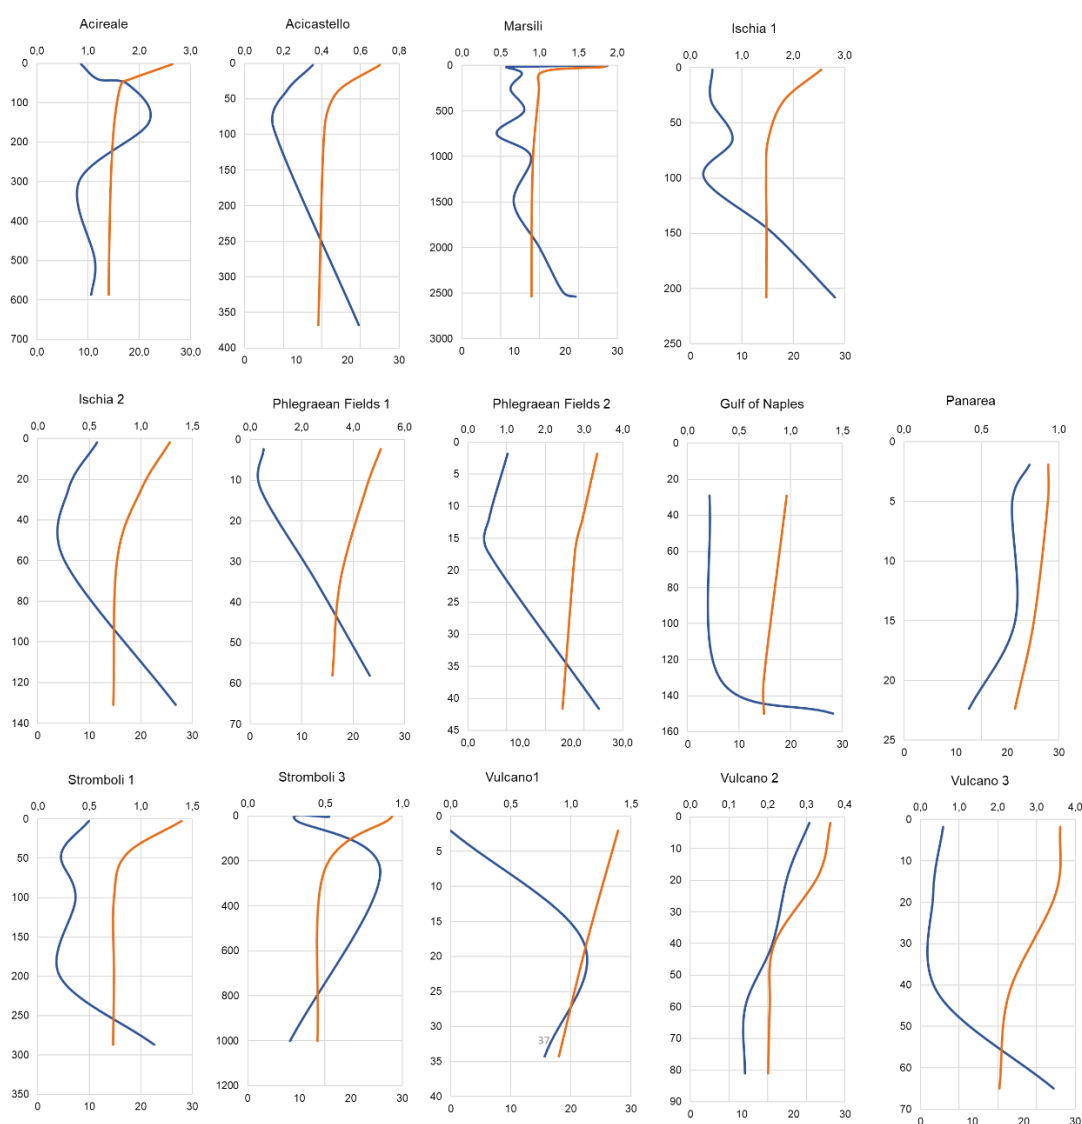 Acireale
0,0 1,0 2,0 3,0
0
100
200
300
400
500
600
700
0,0 10,0 20,0 30,0
Acicastello
0,0 0,2 0,4 0,6 0,8
0
50
100
150
200
250
300
350
400
0 10 20 30
Marsili
0,0 0,5 1,0 1,5 2,0
0
500
1000
1500
2000
2500
3000
0 10 20 30
Ischia 1
0,0 1,0 2,0 3,0
0
50
100
150
200
250
0 10 20 30
Ischia 2
0,0 0,5 1,0 1,5
0
20
40
60
80
100
120
140
0 10 20 30
Phlegraean Fields 1
0,0 2,0 4,0 6,0
0
10
20
30
40
50
60
70
0 10 20 30
Phlegraean Fields 2
0,0 1,0 2,0 3,0 4,0
0
5
10
15
20
25
30
35
40
45
0,0 10,0 20,0 30,0
Gulf of Naples
0,0 0,5 1,0 1,5
0
20
40
60
80
100
120
140
160
0 10 20 30
Panarea
0,0 0,5 1,0
0
5
10
15
20
25
0 10 20 30
Stromboli 1
0,0 0,5 1,0 1,5
0
50
100
150
200
250
300
350
0 10 20 30
Stromboli 3
0,0 0,5 1,0
0
200
400
600
800
1000
1200
0 10 20 30
Vulcano1
0,0 0,5 1,0 1,5
0
5
10
15
20
25
30
35
40
37
0 10 20 30
Vulcano 2
0,0 0,1 0,2 0,3 0,4
0
10
20
30
40
50
60
70
80
90
0 10 20 30
Vulcano 3
0,0 1,0 2,0 3,0 4,0
0
10
20
30
40
50
60
70
0 10 20 30